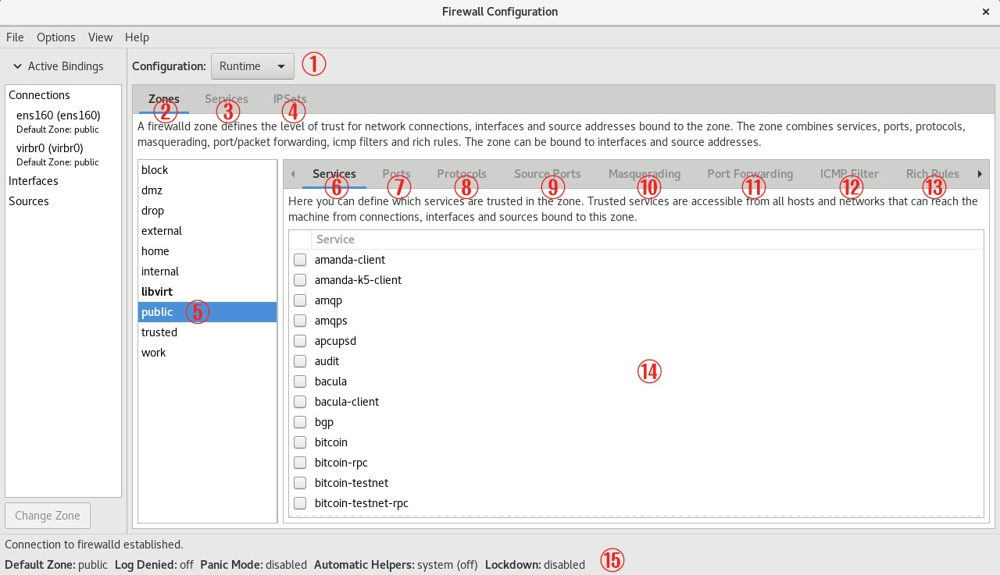 Firewall Configuration ×
File Options View Help
Active Bindings
Connections
ens160 (ens160)
Default Zone: public
virbr0 (virbr0)
Default Zone: public
Interfaces
Sources
Change Zone
Configuration: Runtime ①
Zones Services IPSets
② ③ ④
A firewalld zone defines the level of trust for network connections, interfaces and source addresses bound to the zone. The zone combines services, ports, protocols,
masquerading, port/packet forwarding, icmp filters and rich rules. The zone can be bound to interfaces and source addresses.
block
dmz
drop
external
home
internal
libvirt
public ⑤
trusted
work
Services Ports Protocols Source Ports Masquerading Port Forwarding ICMP Filter Rich Rules
⑥ ⑦ ⑧ ⑨ ⑩ ⑪ ⑫ ⑬
Here you can define which services are trusted in the zone. Trusted services are accessible from all hosts and networks that can reach the
machine from connections, interfaces and sources bound to this zone.
Service
amanda-client
amanda-k5-client
amqp
amqps
apcupsd
audit
⑭
bacula
bacula-client
bgp
bitcoin
bitcoin-rpc
bitcoin-testnet
bitcoin-testnet-rpc
Connection to firewalld established.
Default Zone: public Log Denied: off Panic Mode: disabled Automatic Helpers: system (off) Lockdown: disabled ⑮